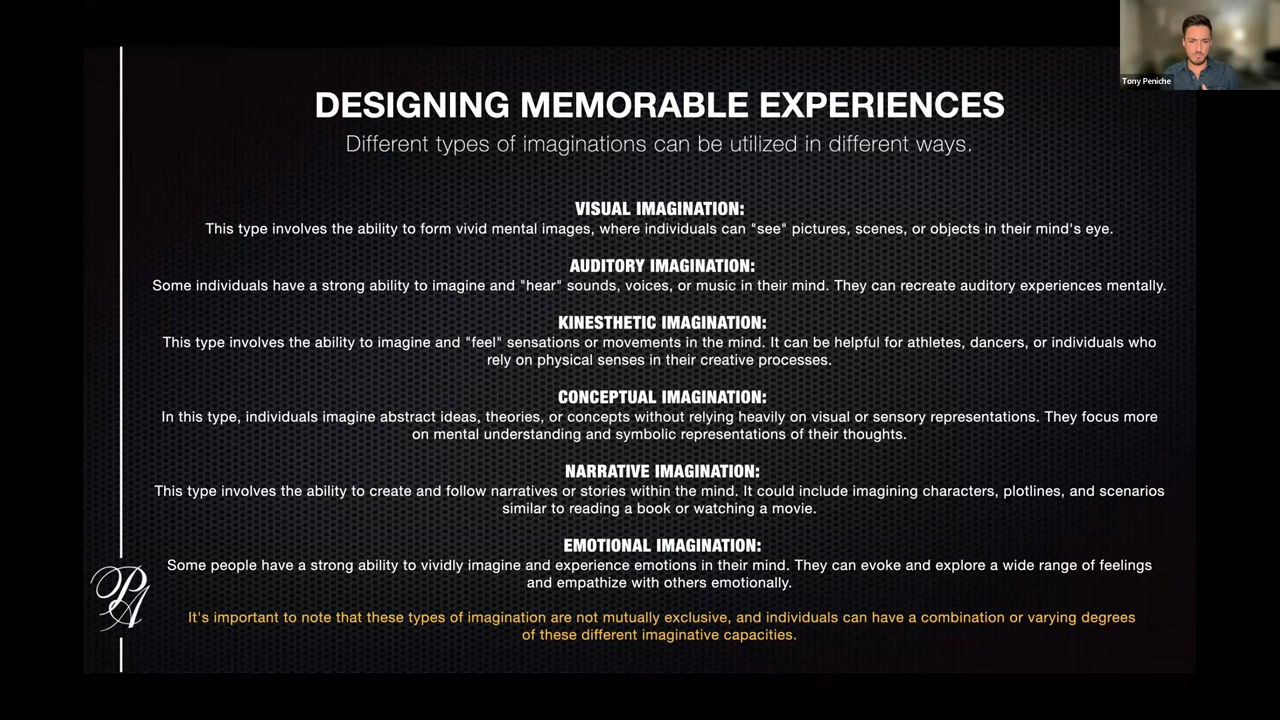 Tony Peniche
DESIGNING MEMORABLE EXPERIENCES
Different types of imaginations can be utilized in different ways.
VISUAL IMAGINATION:
This type involves the ability to form vivid mental images, where individuals can "see" pictures, scenes, or objects in their mind's eye.
AUDITORY IMAGINATION:
Some individuals have a strong ability to imagine and "hear" sounds, voices, or music in their mind. They can recreate auditory experiences mentally.
KINESTHETIC IMAGINATION:
This type involves the ability to imagine and "feel" sensations or movements in the mind. It can be helpful for athletes, dancers, or individuals who
rely on physical senses in their creative processes.
CONCEPTUAL IMAGINATION:
In this type, individuals imagine abstract ideas, theories, or concepts without relying heavily on visual or sensory representations. They focus more
on mental understanding and symbolic representations of their thoughts.
NARRATIVE IMAGINATION:
This type involves the ability to create and follow narratives or stories within the mind. It could include imagining characters, plotlines, and scenarios
similar to reading a book or watching a movie.
EMOTIONAL IMAGINATION:
Some people have a strong ability to vividly imagine and experience emotions in their mind. They can evoke and explore a wide range of feelings
and empathize with others emotionally.
PA
It's important to note that these types of imagination are not mutually exclusive, and individuals can have a combination or varying degrees
of these different imaginative capacities.